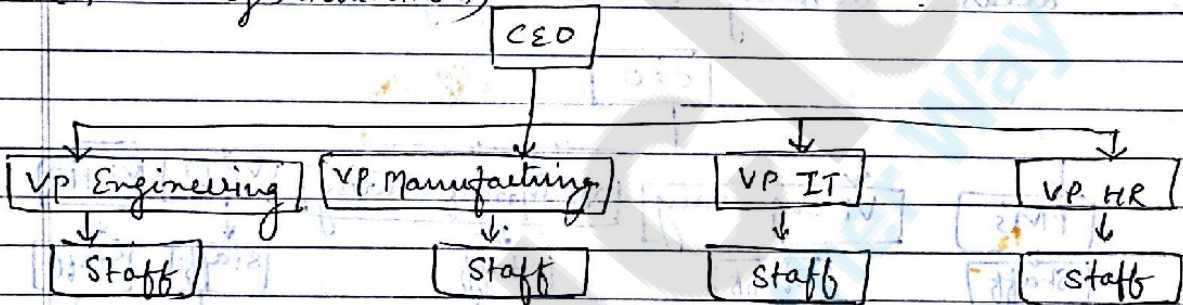 CEO
VP Engineering VP. Manufacturing VP IT VP HR
Staff Staff Staff Staff